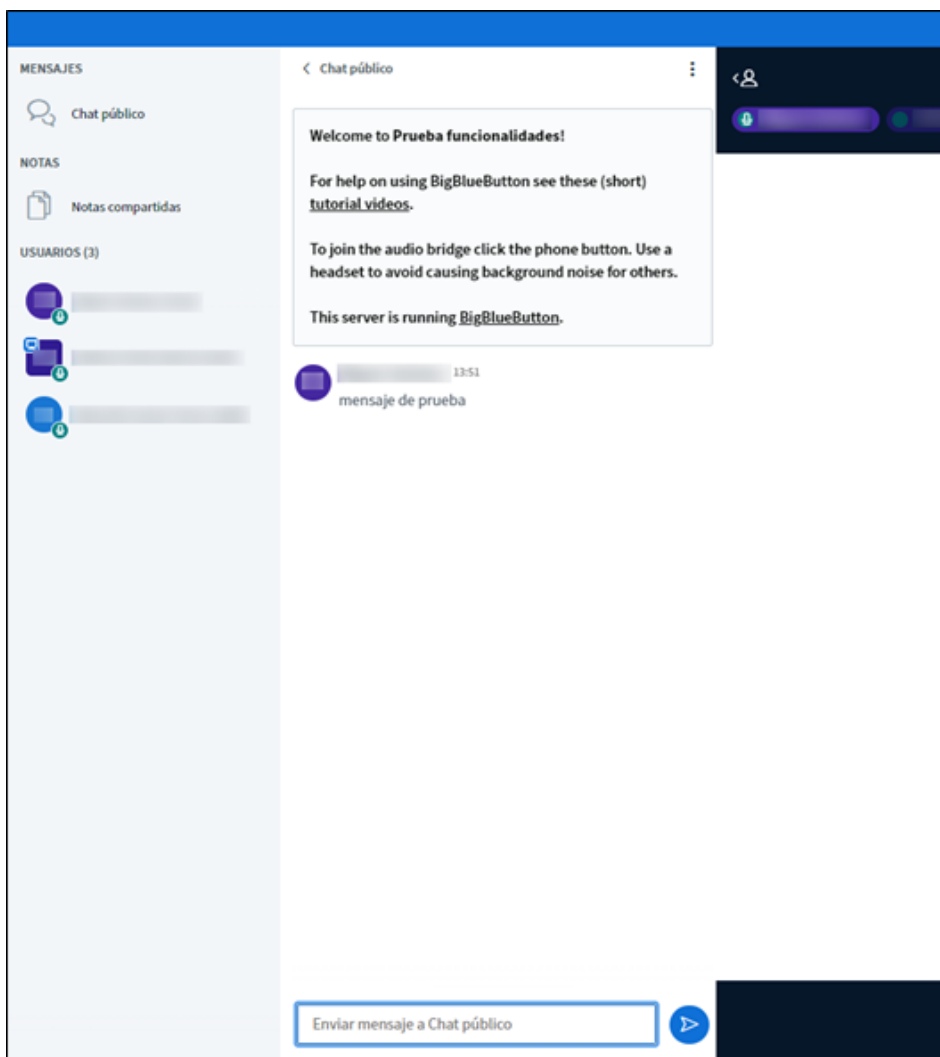 MENSAJES
Chat público
NOTAS
Notas compartidas
USUARIOS (3)
Chat público
Welcome to Prueba funcionalidades!
For help on using BigBlueButton see these (short)
tutorial videos.
To join the audio bridge click the phone button. Use a
headset to avoid causing background noise for others.
This server is running BigBlueButton.
13:51
mensaje de prueba
Enviar mensaje a Chat público